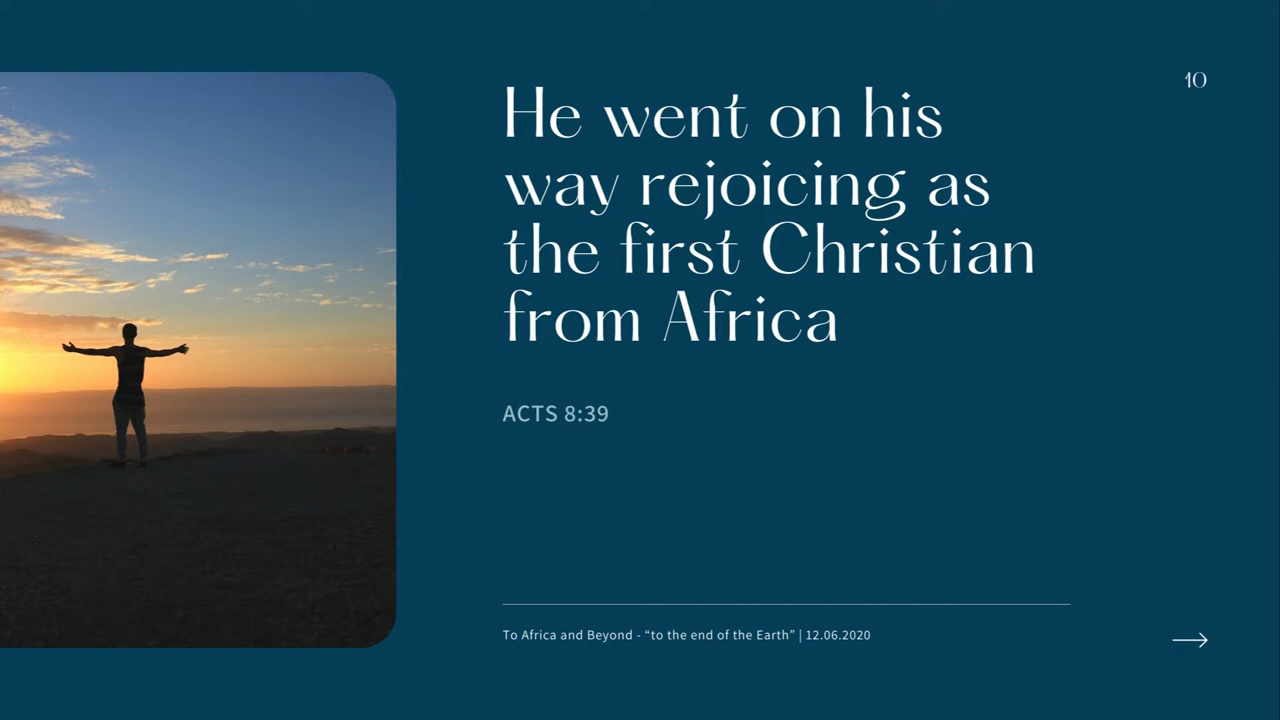 10
He went on his
way rejoicing as
the first Christian
from Africa
ACTS 8:39
To Africa and Beyond - “to the end of the Earth” | 12.06.2020